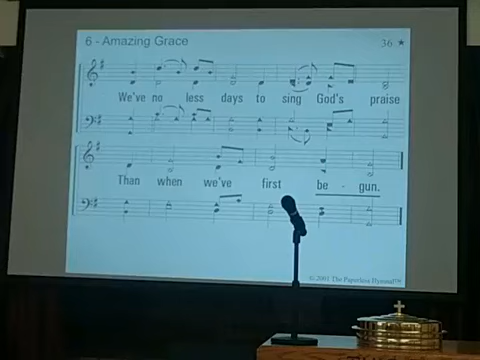 6 - Amazing Grace
36 ★
We've no less days to sing God's praise
Than when we've first be - gun.
© 2001 The Paperless Hymnal™